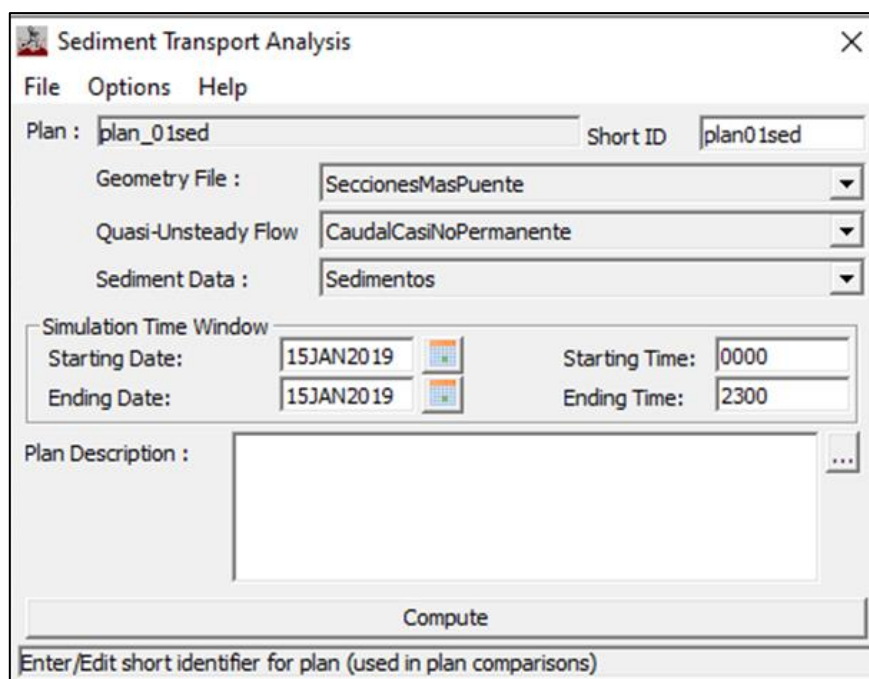 Sediment Transport Analysis
File Options Help
Plan : plan_01sed Short ID plan01sed
Geometry File : SeccionesMasPuente
Quasi-Unsteady Flow CaudalCasiNoPermanente
Sediment Data : Sedimentos
Simulation Time Window
Starting Date: 15JAN2019 Starting Time: 0000
Ending Date: 15JAN2019 Ending Time: 2300
Plan Description : ...
Compute
Enter/Edit short identifier for plan (used in plan comparisons)